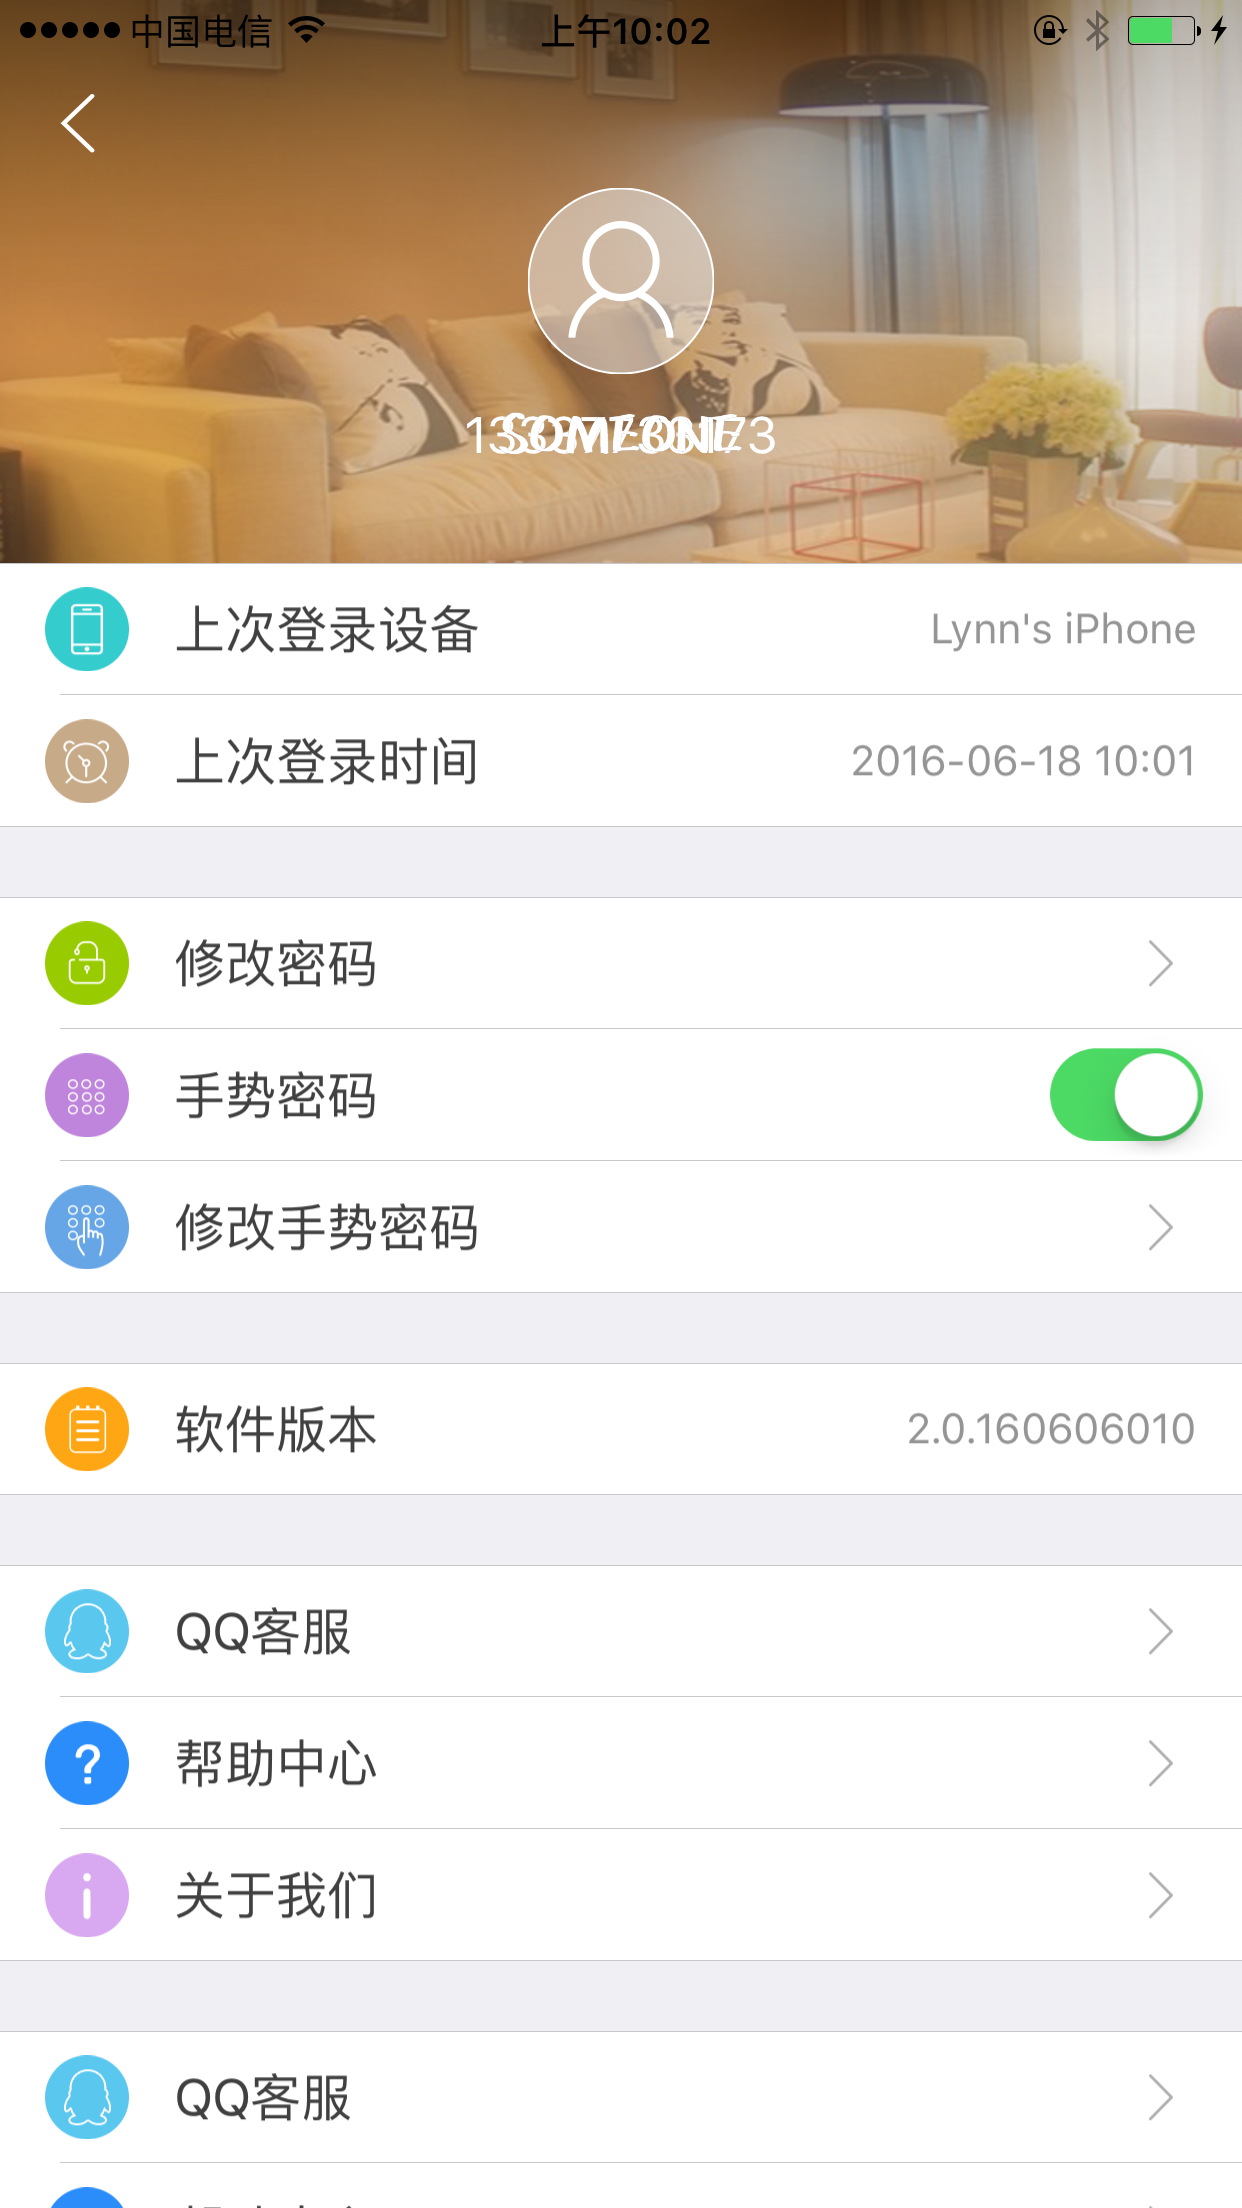 中国电信
上午10:02
上次登录设备 Lynn's iPhone
上次登录时间 2016-06-18 10:01
修改密码
手势密码
修改手势密码
软件版本 2.0.160606010
QQ客服
帮助中心
关于我们
QQ客服